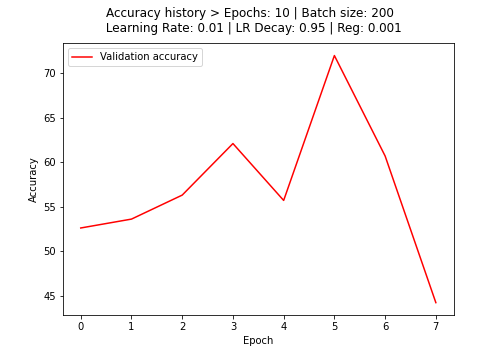 Accuracy history > Epochs: 10 | Batch size: 200
Learning Rate: 0.01 | LR Decay: 0.95 | Reg: 0.001
Validation accuracy
70
65
60
55
50
45
Accuracy
0 1 2 3 4 5 6 7
Epoch